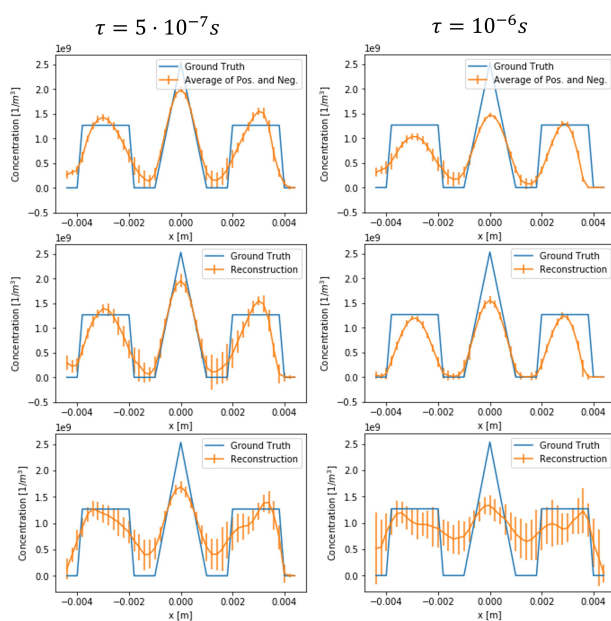 τ = 5 · 10⁻⁷s
τ = 10⁻⁶s
1e9
Ground Truth
Average of Pos. and Neg.
Concentration [1/m³]
2.5
2.0
1.5
1.0
0.5
0.0
−0.5
−0.004 −0.002 0.000 0.002 0.004
x [m]
1e9
Ground Truth
Average of Pos. and Neg.
Concentration [1/m³]
2.5
2.0
1.5
1.0
0.5
0.0
−0.5
−0.004 −0.002 0.000 0.002 0.004
x [m]
1e9
Ground Truth
Reconstruction
Concentration [1/m³]
2.5
2.0
1.5
1.0
0.5
0.0
−0.5
−0.004 −0.002 0.000 0.002 0.004
x [m]
1e9
Ground Truth
Reconstruction
Concentration [1/m³]
2.5
2.0
1.5
1.0
0.5
0.0
−0.5
−0.004 −0.002 0.000 0.002 0.004
x [m]
1e9
Ground Truth
Reconstruction
Concentration [1/m³]
2.5
2.0
1.5
1.0
0.5
0.0
−0.004 −0.002 0.000 0.002 0.004
x [m]
1e9
Ground Truth
Reconstruction
Concentration [1/m³]
2.5
2.0
1.5
1.0
0.5
0.0
−0.004 −0.002 0.000 0.002 0.004
x [m]